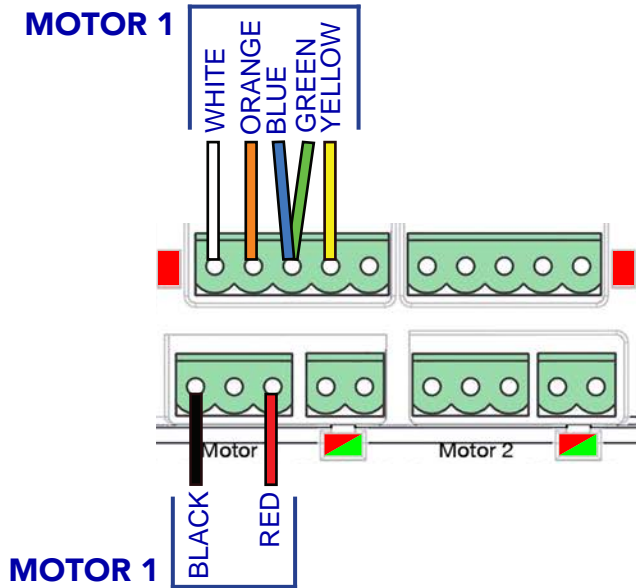 MOTOR 1
WHITE
ORANGE
BLUE
GREEN
YELLOW
Motor
Motor 2
BLACK
RED
MOTOR 1